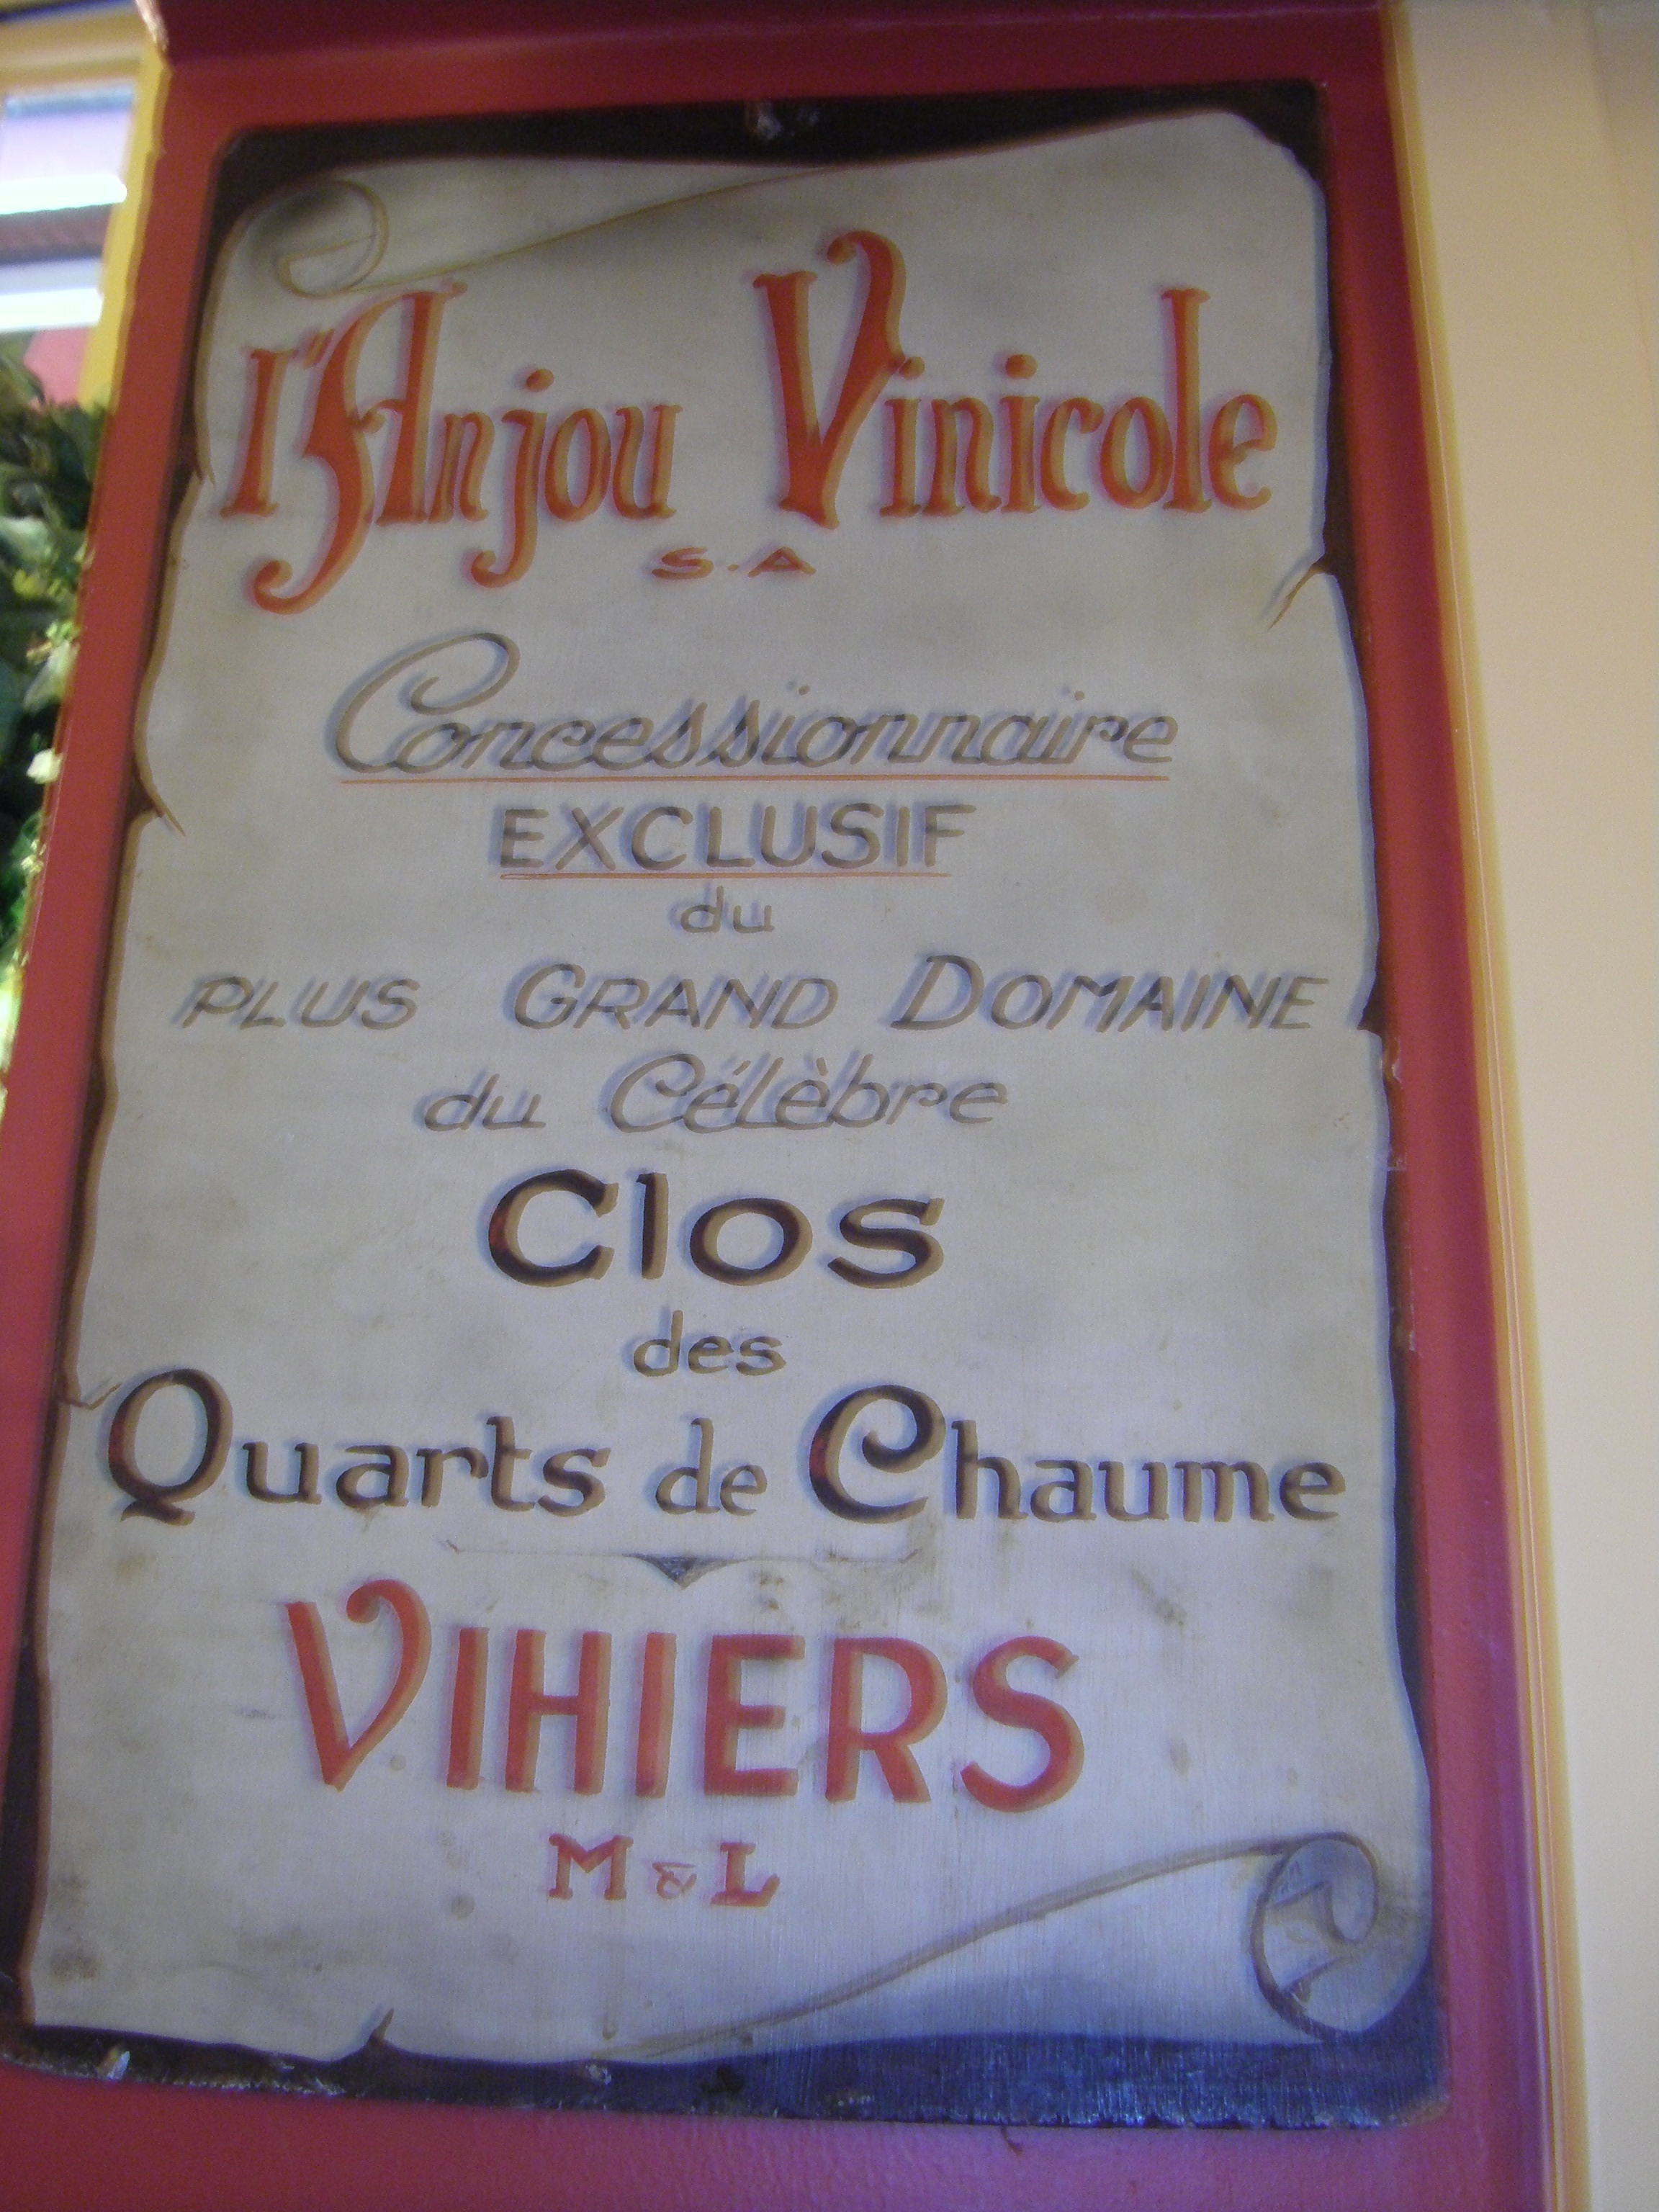 l'Anjou Vinicole
S.A
Concessionnaire
EXCLUSIF
du
PLUS GRAND DOMAINE
du Célèbre
Clos
des
Quarts de Chaume
VIHIERS
M & L